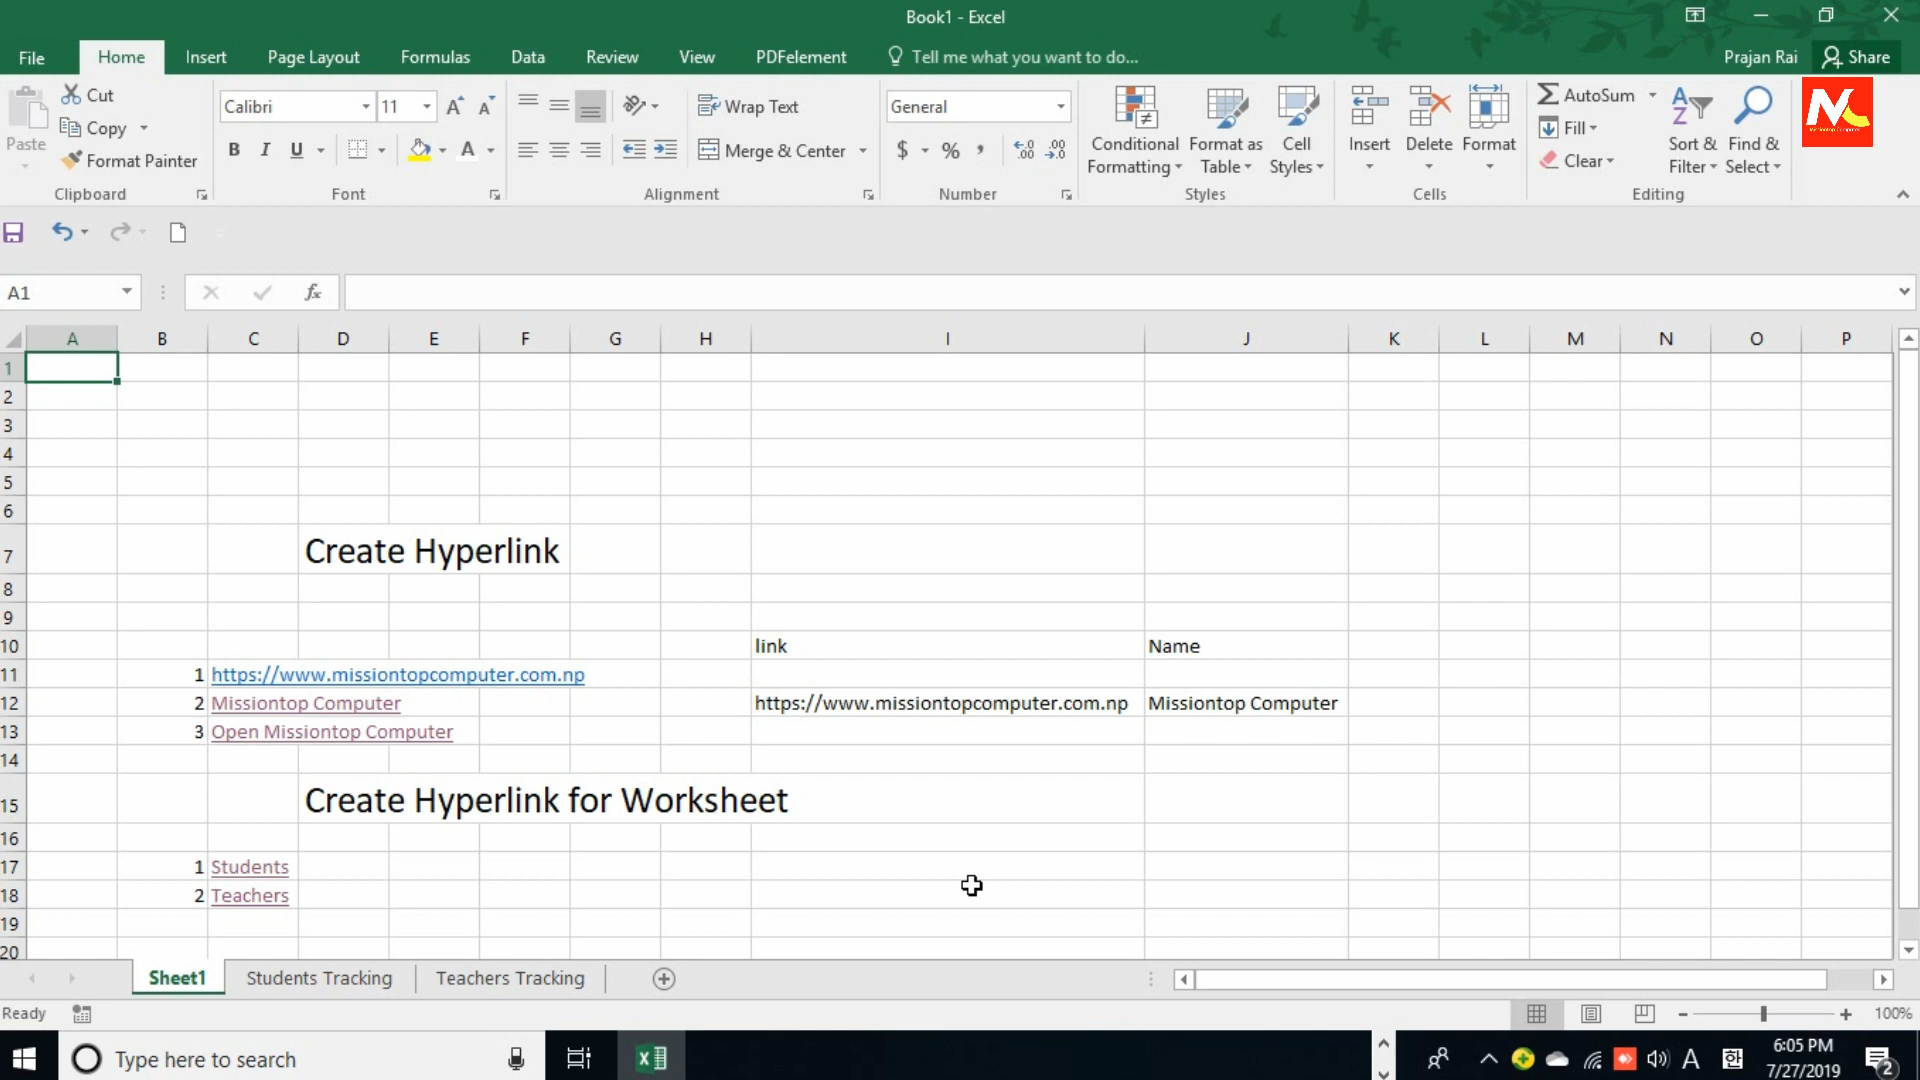 Book1 - Excel
File Home Insert Page Layout Formulas Data Review View PDFelement Tell me what you want to do... Prajan Rai Share
Paste
Cut
Copy
Format Painter
Clipboard
Calibri 11
B I U A
Font
Wrap Text
Merge & Center
Alignment
General
$ % ,
Number
Conditional Formatting
Format as Table
Cell Styles
Styles
Insert Delete Format
Cells
AutoSum
Fill
Clear
Sort & Filter
Find & Select
Editing
Missiontop Computer
A1 fx
A B C D E F G H I J K L M N O P
1
2
3
4
5
6
7 Create Hyperlink
8
9
10 link Name
11 1 https://www.missiontopcomputer.com.np
12 2 Missiontop Computer https://www.missiontopcomputer.com.np Missiontop Computer
13 3 Open Missiontop Computer
14
15 Create Hyperlink for Worksheet
16
17 1 Students
18 2 Teachers
19
20
Sheet1 Students Tracking Teachers Tracking
Ready 100%
Type here to search A 한 6:05 PM
7/27/2019 2